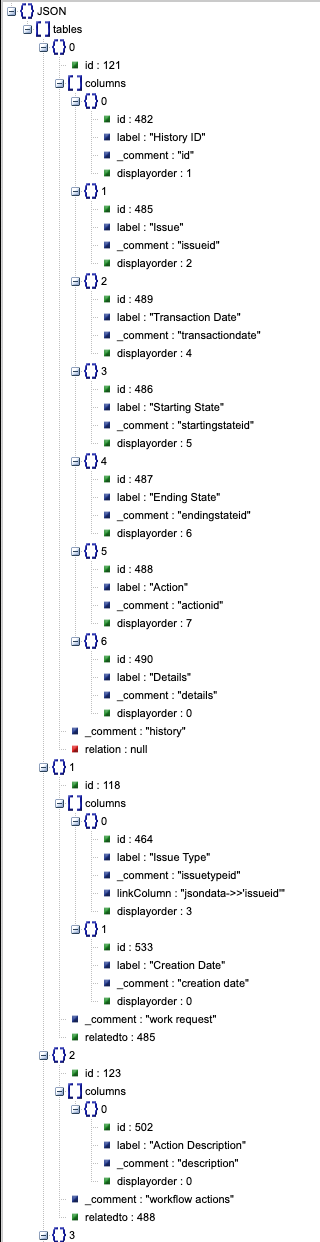 JSON
tables
0
id : 121
columns
0
id : 482
label : "History ID"
_comment : "id"
displayorder : 1
1
id : 485
label : "Issue"
_comment : "issueid"
displayorder : 2
2
id : 489
label : "Transaction Date"
_comment : "transactiondate"
displayorder : 4
3
id : 486
label : "Starting State"
_comment : "startingstateid"
displayorder : 5
4
id : 487
label : "Ending State"
_comment : "endingstateid"
displayorder : 6
5
id : 488
label : "Action"
_comment : "actionid"
displayorder : 7
6
id : 490
label : "Details"
_comment : "details"
displayorder : 0
_comment : "history"
relation : null
1
id : 118
columns
0
id : 464
label : "Issue Type"
_comment : "issuetypeid"
linkColumn : "jsondata->>'issueid'"
displayorder : 3
1
id : 533
label : "Creation Date"
_comment : "creation date"
displayorder : 0
_comment : "work request"
relatedto : 485
2
id : 123
columns
0
id : 502
label : "Action Description"
_comment : "description"
displayorder : 0
_comment : "workflow actions"
relatedto : 488
3